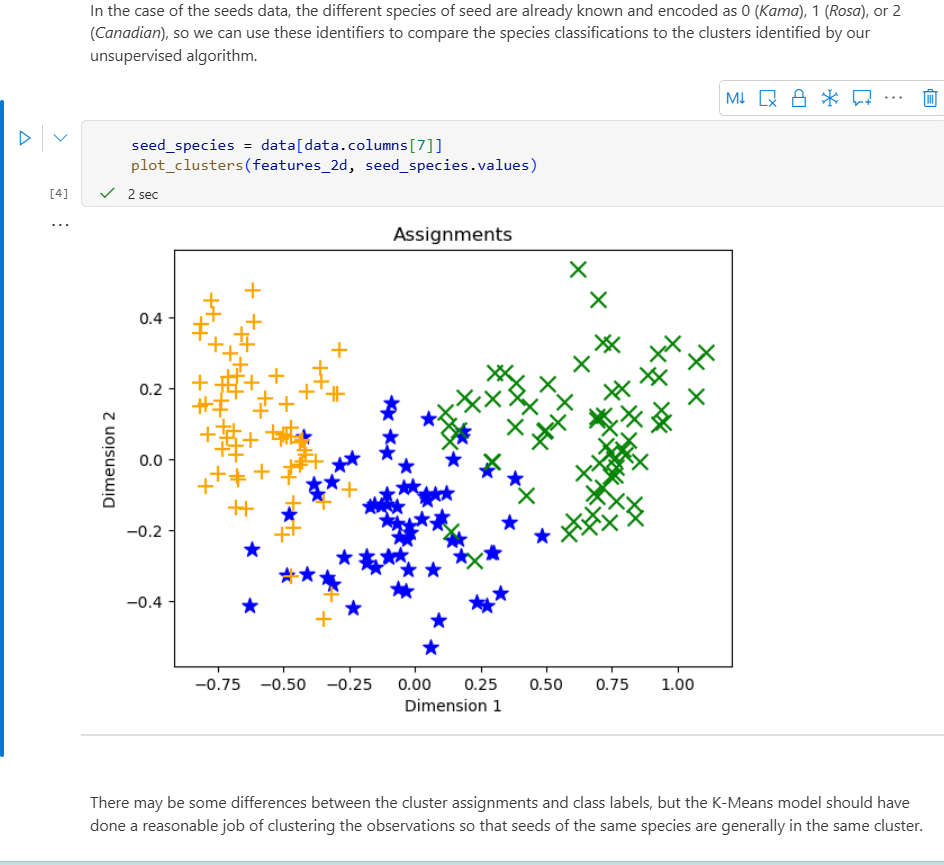 In the case of the seeds data, the different species of seed are already known and encoded as 0 (Kama), 1 (Rosa), or 2
(Canadian), so we can use these identifiers to compare the species classifications to the clusters identified by our
unsupervised algorithm.
M↓
seed_species = data[data.columns[7]]
plot_clusters(features_2d, seed_species.values)
[4]
2 sec
Assignments
0.4
0.2
0.0
−0.2
−0.4
Dimension 2
−0.75 −0.50 −0.25 0.00 0.25 0.50 0.75 1.00
Dimension 1
There may be some differences between the cluster assignments and class labels, but the K-Means model should have
done a reasonable job of clustering the observations so that seeds of the same species are generally in the same cluster.